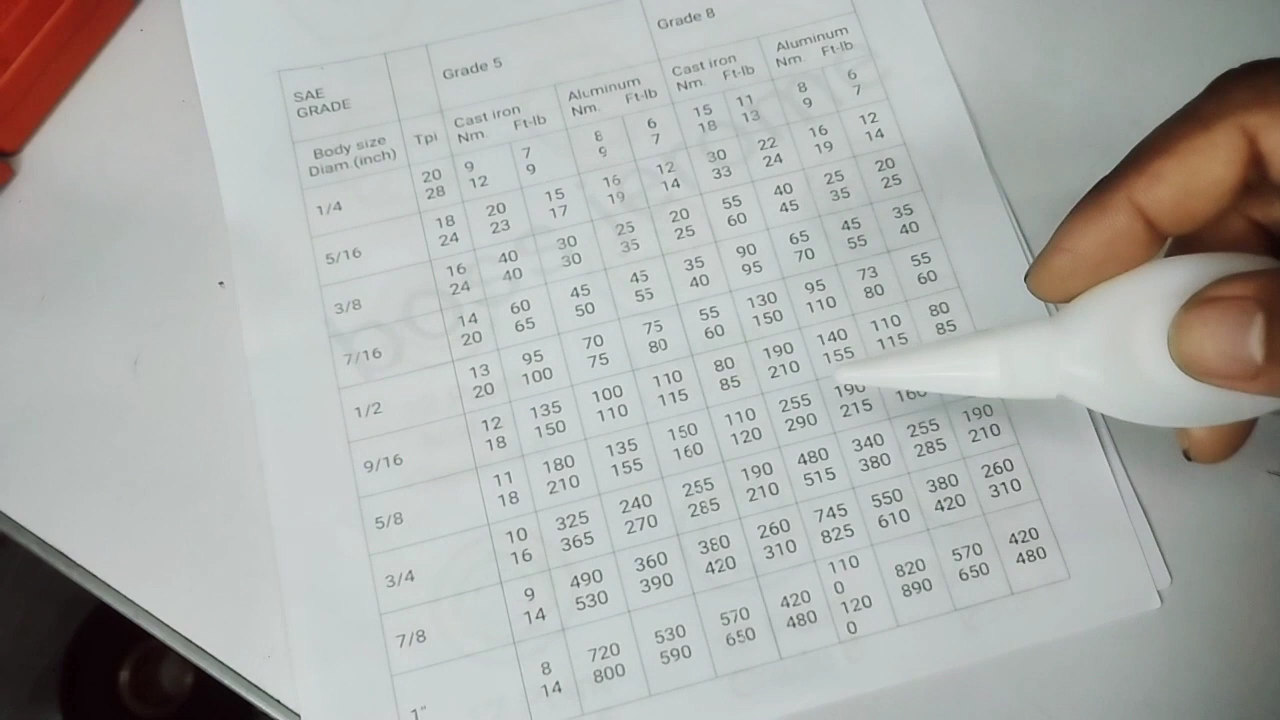 SAE GRADE Grade 5 Grade 8
Cast iron Aluminum Cast iron Aluminum
Body size Diam.(inch) Tpi Nm. Ft-lb Nm. Ft-lb Nm. Ft-lb Nm. Ft-lb
1/4 20 9 7 8 6 15 11 8 6
28 12 9 9 7 18 13 9 7
5/16 18 20 15 16 12 30 22 16 12
24 23 17 19 14 33 24 19 14
3/8 16 40 30 25 20 55 40 25 20
24 40 30 35 25 60 45 35 25
7/16 14 60 45 45 35 90 65 45 35
20 65 50 55 40 95 70 55 40
1/2 13 95 70 75 55 130 95 73 55
20 100 75 80 60 150 110 80 60
9/16 12 135 100 110 80 190 140 110 80
18 150 110 115 85 210 155 115 85
5/8 11 180 135 150 110 255 190
18 210 155 160 120 290 215 160
3/4 10 325 240 255 190 480 340 255 190
16 365 270 285 210 515 380 285 210
7/8 9 490 360 380 260 745 550 380 260
14 530 390 420 310 825 610 420 310
1" 8 720 530 570 420 1100 820 570 420
14 800 590 650 480 1200 890 650 480